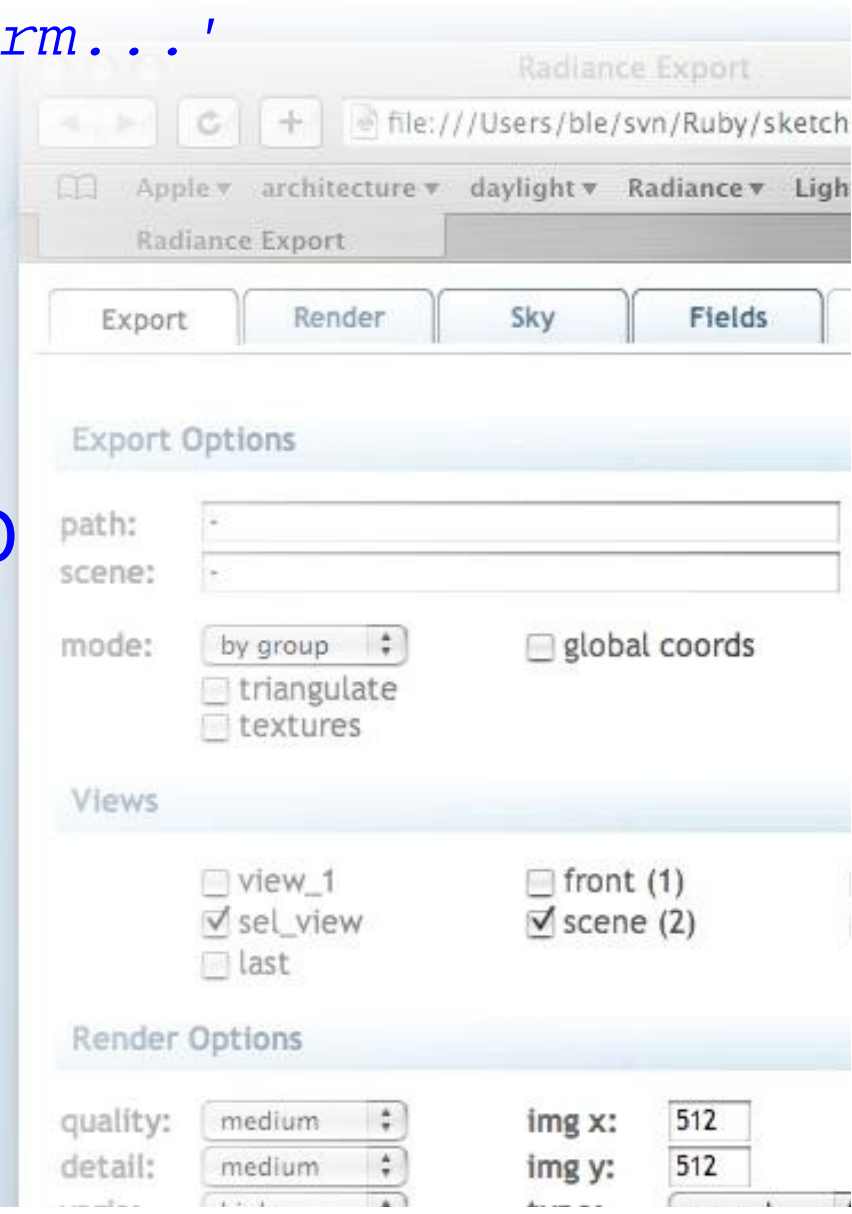 rm...'
Radiance Export
file:///Users/ble/svn/Ruby/sketch
Apple architecture daylight Radiance Ligh
Radiance Export
Export Render Sky Fields
Export Options
path: -
scene: -
mode: by group global coords
triangulate
textures
Views
view_1 front (1)
sel_view scene (2)
last
Render Options
quality: medium img x: 512
detail: medium img y: 512